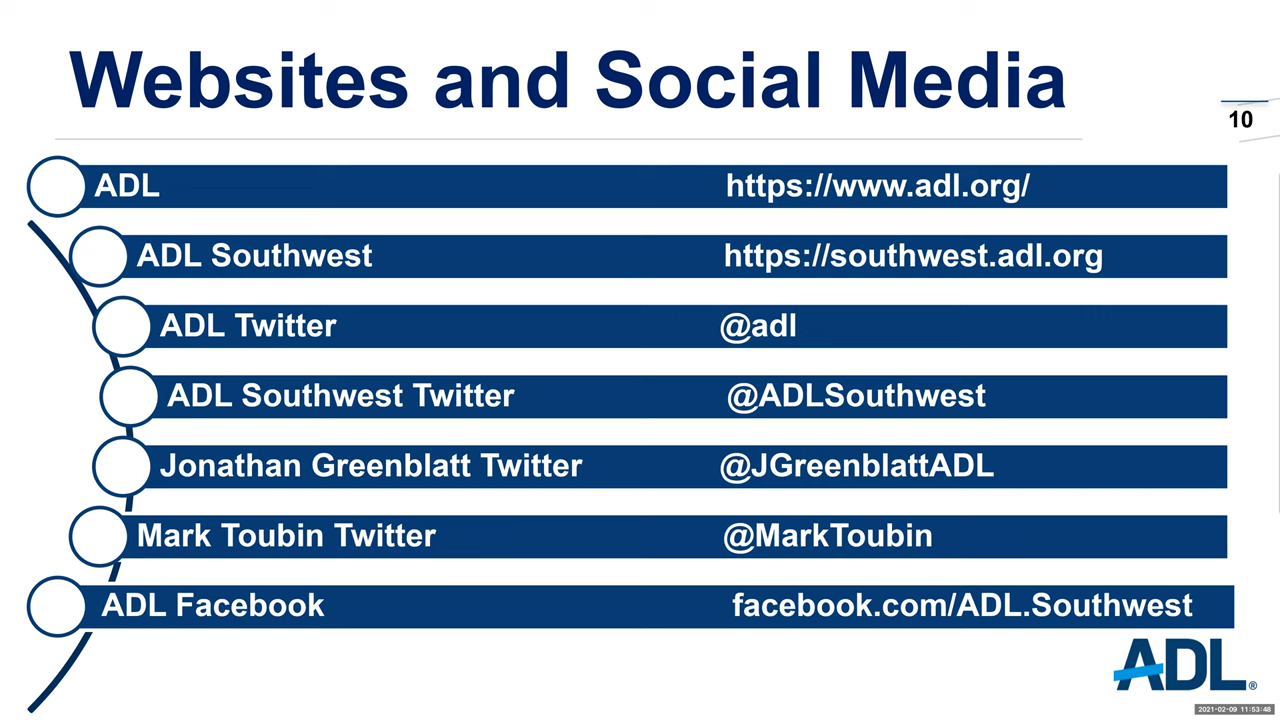 Websites and Social Media
10
ADL https://www.adl.org/
ADL Southwest https://southwest.adl.org
ADL Twitter @adl
ADL Southwest Twitter @ADLSouthwest
Jonathan Greenblatt Twitter @JGreenblattADL
Mark Toubin Twitter @MarkToubin
ADL Facebook facebook.com/ADL.Southwest
ADL®
2021-02-09 11:53:48